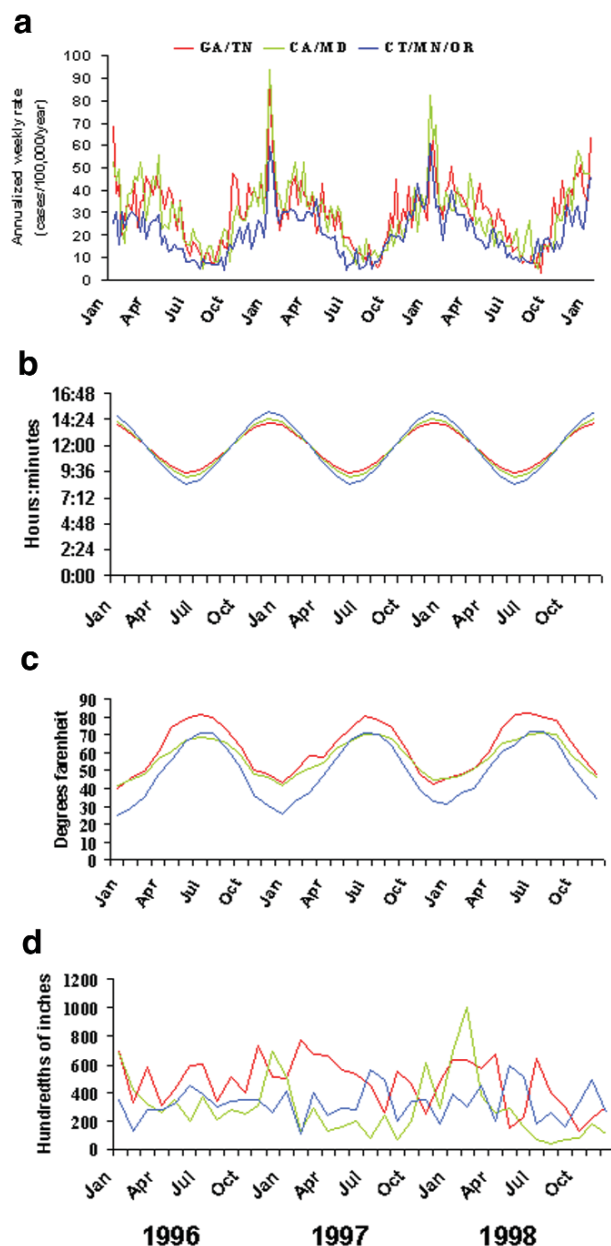 a
GA/TN CA/MD CT/MN/OR
Annualized weekly rate
(cases/100,000/year)
100
90
80
70
60
50
40
30
20
10
0
Jan Apr Jul Oct Jan Apr Jul Oct Jan Apr Jul Oct Jan
b
Hours:minutes
16:48
14:24
12:00
9:36
7:12
4:48
2:24
0:00
Jan Apr Jul Oct Jan Apr Jul Oct Jan Apr Jul Oct
c
Degrees farenheit
90
80
70
60
50
40
30
20
10
0
Jan Apr Jul Oct Jan Apr Jul Oct Jan Apr Jul Oct
d
Hundredths of inches
1200
1000
800
600
400
200
0
Jan Apr Jul Oct Jan Apr Jul Oct Jan Apr Jul Oct
1996 1997 1998